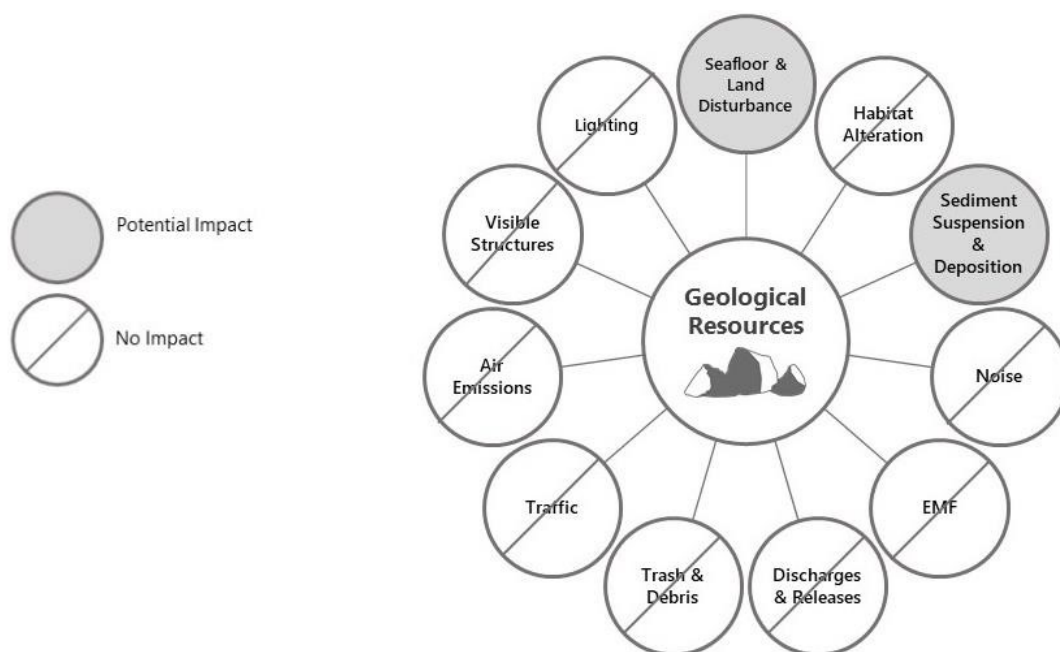 Potential Impact
No Impact
Geological
Resources
Seafloor &
Land
Disturbance
Habitat
Alteration
Sediment
Suspension
&
Deposition
Noise
EMF
Discharges
& Releases
Trash &
Debris
Traffic
Air
Emissions
Visible
Structures
Lighting